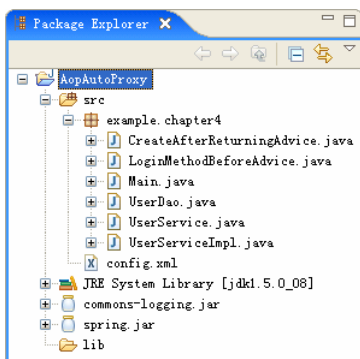 Package Explorer
AopAutoProxy
src
example.chapter4
CreateAfterReturningAdvice.java
LoginMethodBeforeAdvice.java
Main.java
UserDao.java
UserService.java
UserServiceImpl.java
config.xml
JRE System Library [jdk1.5.0_08]
commons-logging.jar
spring.jar
lib